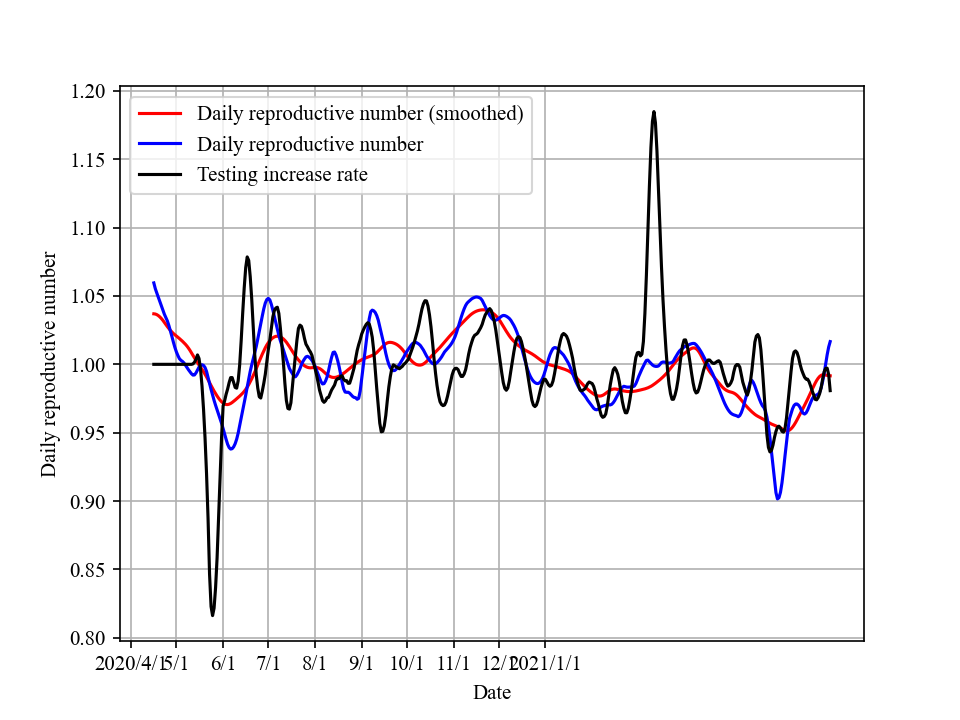 1.20
1.15
1.10
1.05
1.00
0.95
0.90
0.85
0.80
Daily reproductive number
Daily reproductive number (smoothed)
Daily reproductive number
Testing increase rate
2020/4/1 5/1 6/1 7/1 8/1 9/1 10/1 11/1 12/1 2021/1/1
Date